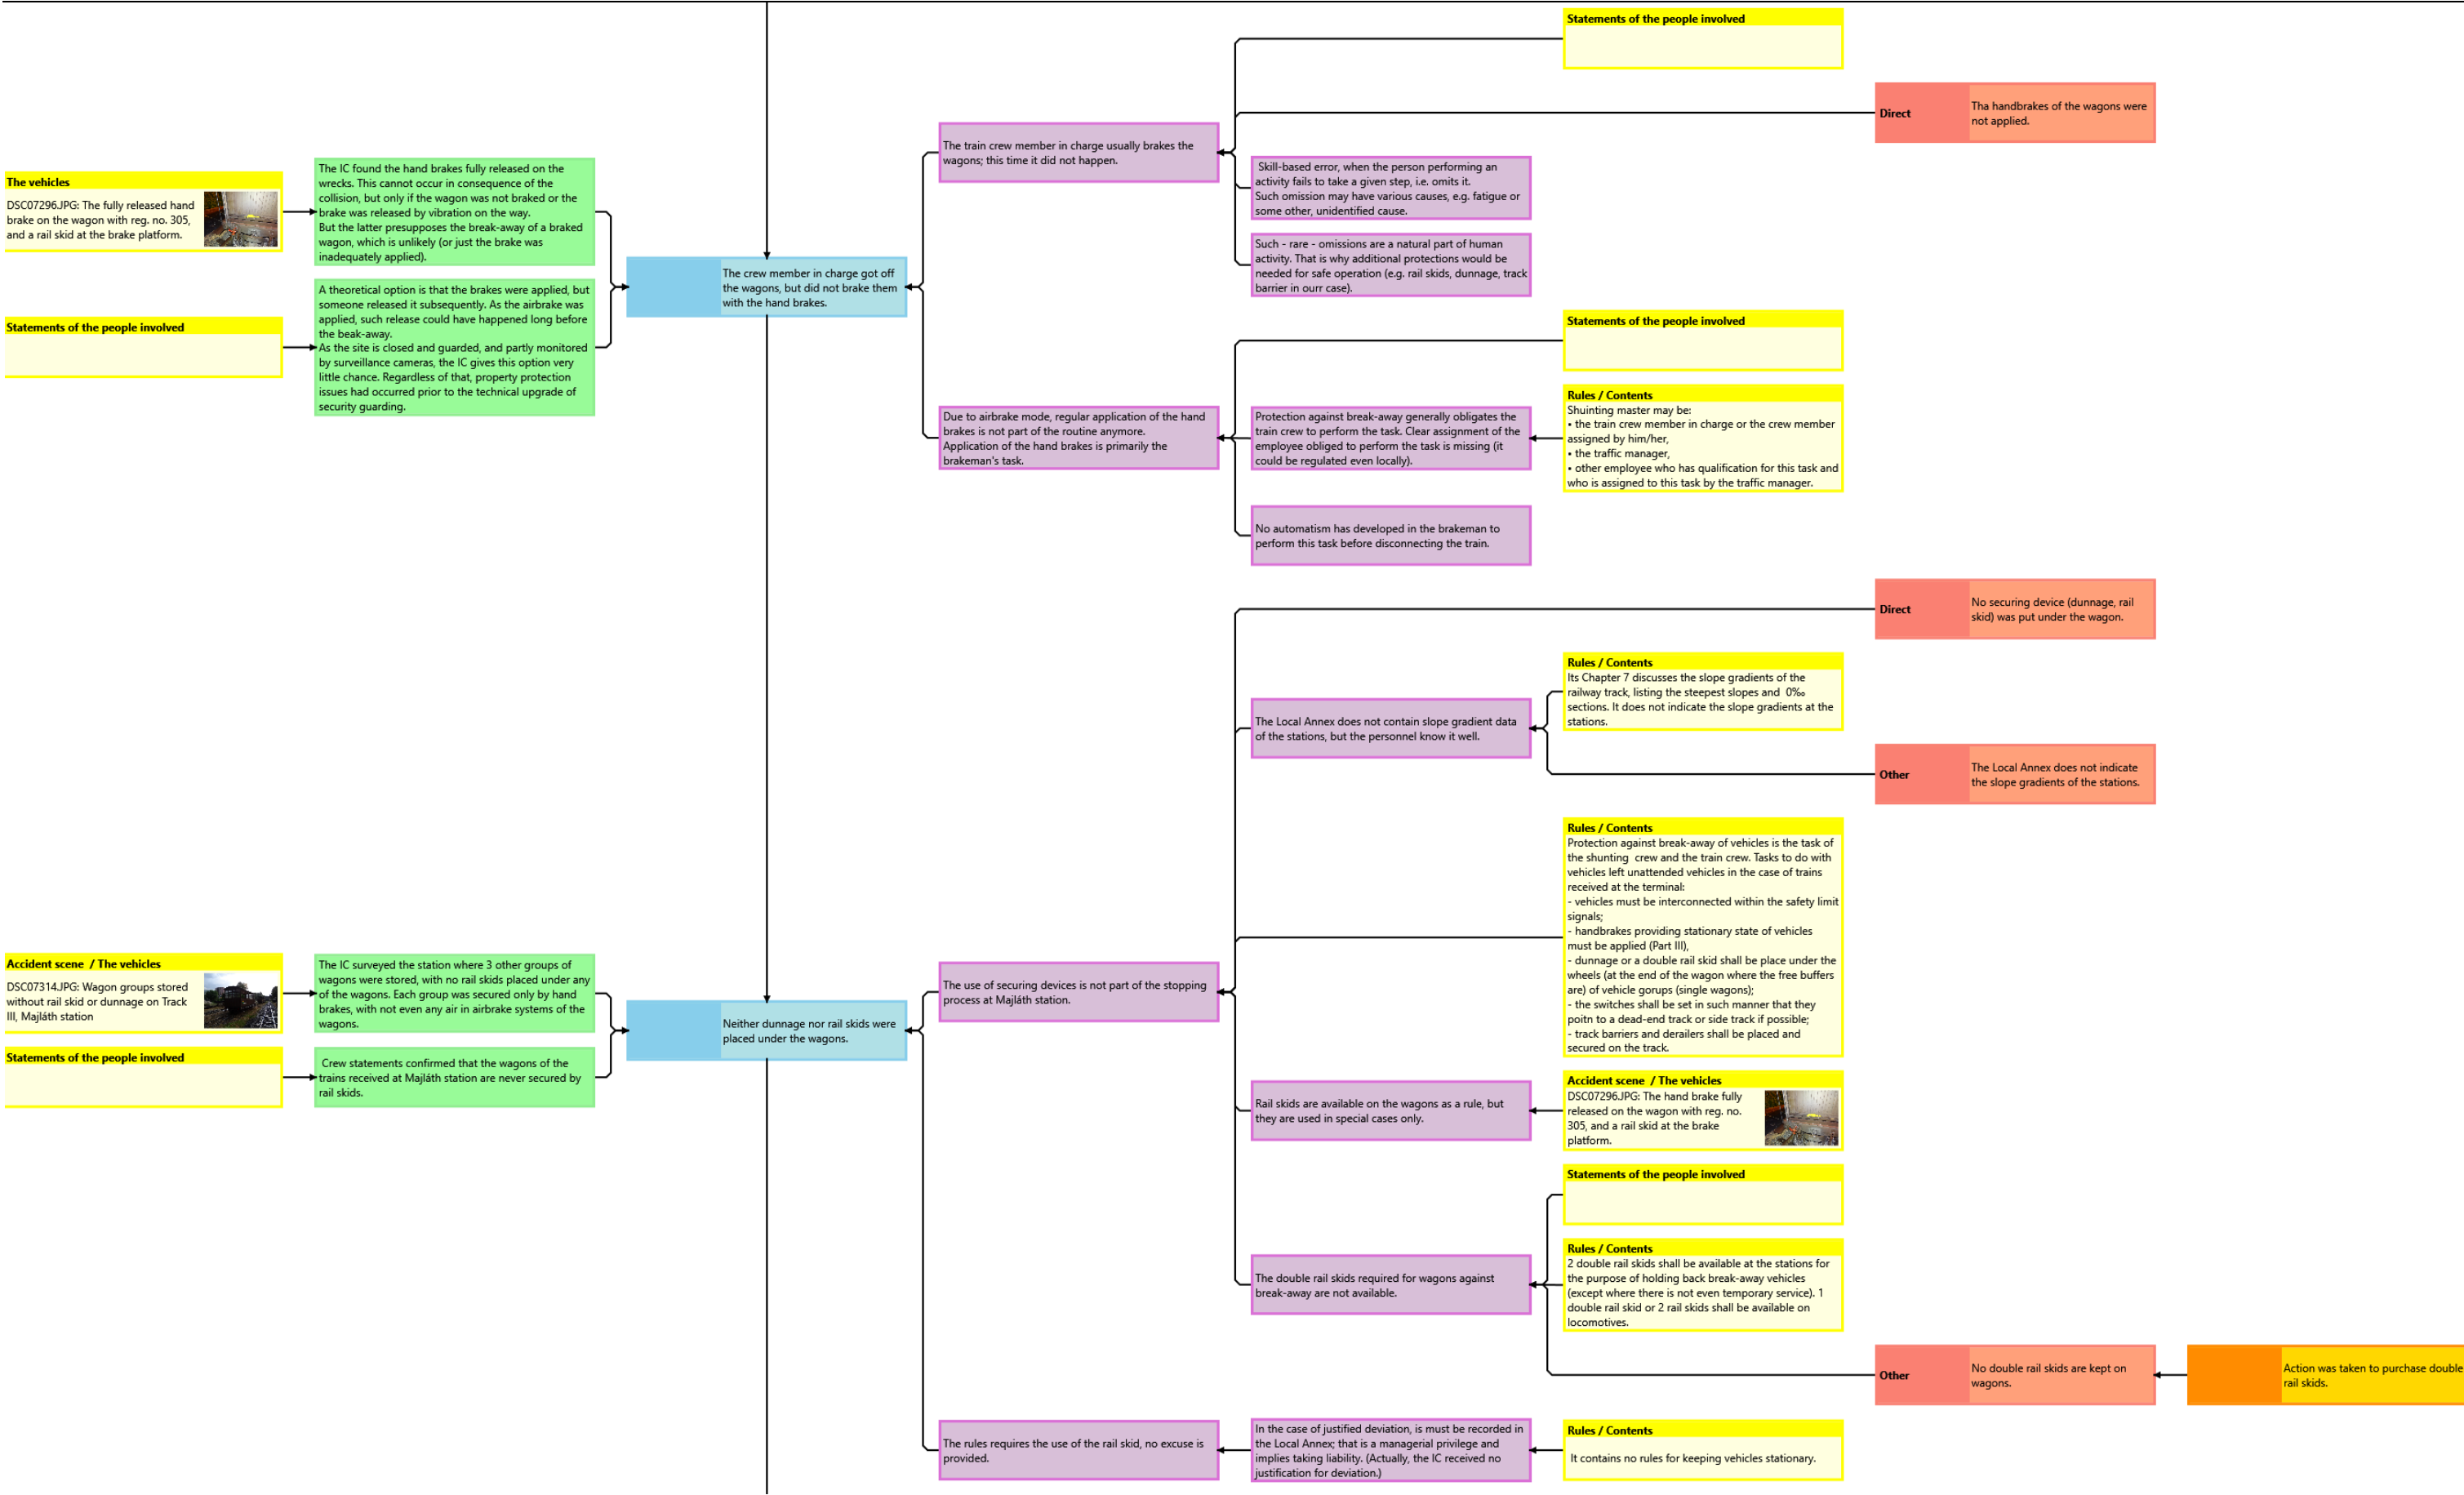 Statements of the people involved
Direct
Tha handbrakes of the wagons were
not applied.
The train crew member in charge usually brakes the
wagons; this time it did not happen.
Skill-based error, when the person performing an
activity fails to take a given step, i.e. omits it.
Such omission may have various causes, e.g. fatigue or
some other, unidentified cause.
Such - rare - omissions are a natural part of human
activity. That is why additional protections would be
needed for safe operation (e.g. rail skids, dunnage, track
barrier in ourr case).
The vehicles
DSC07296.JPG: The fully released hand
brake on the wagon with reg. no. 305,
and a rail skid at the brake platform.
The IC found the hand brakes fully released on the
wrecks. This cannot occur in consequence of the
collision, but only if the wagon was not braked or the
brake was released by vibration on the way.
But the latter presupposes the break-away of a braked
wagon, which is unlikely (or just the brake was
inadequately applied).
The crew member in charge got off
the wagons, but did not brake them
with the hand brakes.
Statements of the people involved
A theoretical option is that the brakes were applied, but
someone released it subsequently. As the airbrake was
applied, such release could have happened long before
the beak-away.
As the site is closed and guarded, and partly monitored
by surveillance cameras, the IC gives this option very
little chance. Regardless of that, property protection
issues had occurred prior to the technical upgrade of
security guarding.
Statements of the people involved
Due to airbrake mode, regular application of the hand
brakes is not part of the routine anymore.
Application of the hand brakes is primarily the
brakeman's task.
Protection against break-away generally obligates the
train crew to perform the task. Clear assignment of the
employee obliged to perform the task is missing (it
could be regulated even locally).
Rules / Contents
Shuinting master may be:
• the train crew member in charge or the crew member
assigned by him/her,
• the traffic manager,
• other employee who has qualification for this task and
who is assigned to this task by the traffic manager.
No automatism has developed in the brakeman to
perform this task before disconnecting the train.
Direct
No securing device (dunnage, rail
skid) was put under the wagon.
The Local Annex does not contain slope gradient data
of the stations, but the personnel know it well.
Rules / Contents
Its Chapter 7 discusses the slope gradients of the
railway track, listing the steepest slopes and  0‰
sections. It does not indicate the slope gradients at the
stations.
Other
The Local Annex does not indicate
the slope gradients of the stations.
Rules / Contents
Protection against break-away of vehicles is the task of
the shunting  crew and the train crew. Tasks to do with
vehicles left unattended vehicles in the case of trains
received at the terminal:
- vehicles must be interconnected within the safety limit
signals;
- handbrakes providing stationary state of vehicles
must be applied (Part III),
- dunnage or a double rail skid shall be place under the
wheels (at the end of the wagon where the free buffers
are) of vehicle gorups (single wagons);
- the switches shall be set in such manner that they
poitn to a dead-end track or side track if possible;
- track barriers and derailers shall be placed and
secured on the track.
Accident scene  / The vehicles
DSC07314.JPG: Wagon groups stored
without rail skid or dunnage on Track
III, Majláth station
The IC surveyed the station where 3 other groups of
wagons were stored, with no rail skids placed under any
of the wagons. Each group was secured only by hand
brakes, with not even any air in airbrake systems of the
wagons.
Neither dunnage nor rail skids were
placed under the wagons.
The use of securing devices is not part of the stopping
process at Majláth station.
Statements of the people involved
Crew statements confirmed that the wagons of the
trains received at Majláth station are never secured by
rail skids.
Rail skids are available on the wagons as a rule, but
they are used in special cases only.
Accident scene  / The vehicles
DSC07296.JPG: The hand brake fully
released on the wagon with reg. no.
305, and a rail skid at the brake
platform.
Statements of the people involved
The double rail skids required for wagons against
break-away are not available.
Rules / Contents
2 double rail skids shall be available at the stations for
the purpose of holding back break-away vehicles
(except where there is not even temporary service). 1
double rail skid or 2 rail skids shall be available on
locomotives.
Other
No double rail skids are kept on
wagons.
Action was taken to purchase double
rail skids.
The rules requires the use of the rail skid, no excuse is
provided.
In the case of justified deviation, is must be recorded in
the Local Annex; that is a managerial privilege and
implies taking liability. (Actually, the IC received no
justification for deviation.)
Rules / Contents
It contains no rules for keeping vehicles stationary.